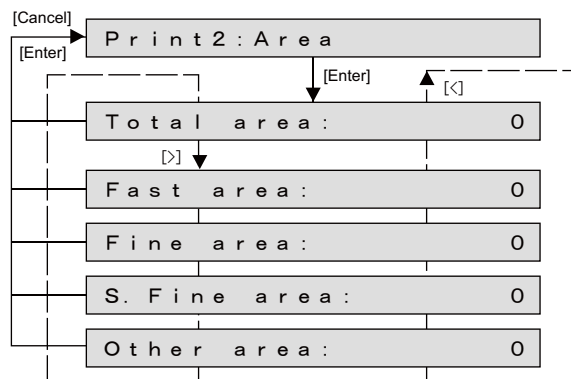 [Cancel]
Print2:Area
[Enter]
[Enter]
[<]
Total area: 0
[>]
Fast area: 0
Fine area: 0
S. Fine area: 0
Other area: 0